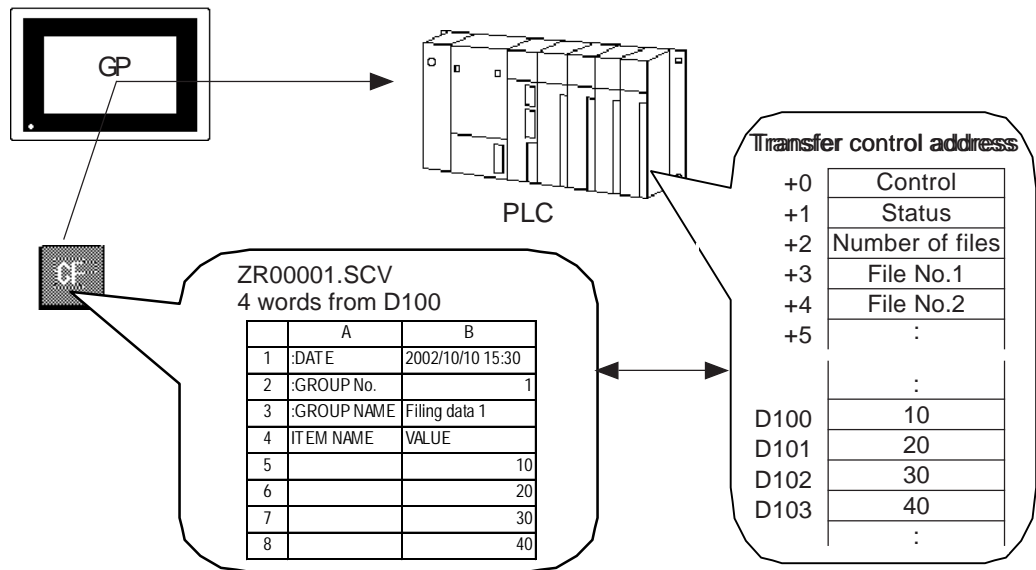 GP
PLC
CF
ZR00001.SCV
4 words from D100
A B
1 :DATE 2002/10/10 15:30
2 :GROUP No. 1
3 :GROUP NAME Filing data 1
4 ITEM NAME VALUE
5 10
6 20
7 30
8 40
Transfer control address
+0 Control
+1 Status
+2 Number of files
+3 File No.1
+4 File No.2
+5 :
:
D100 10
D101 20
D102 30
D103 40
: